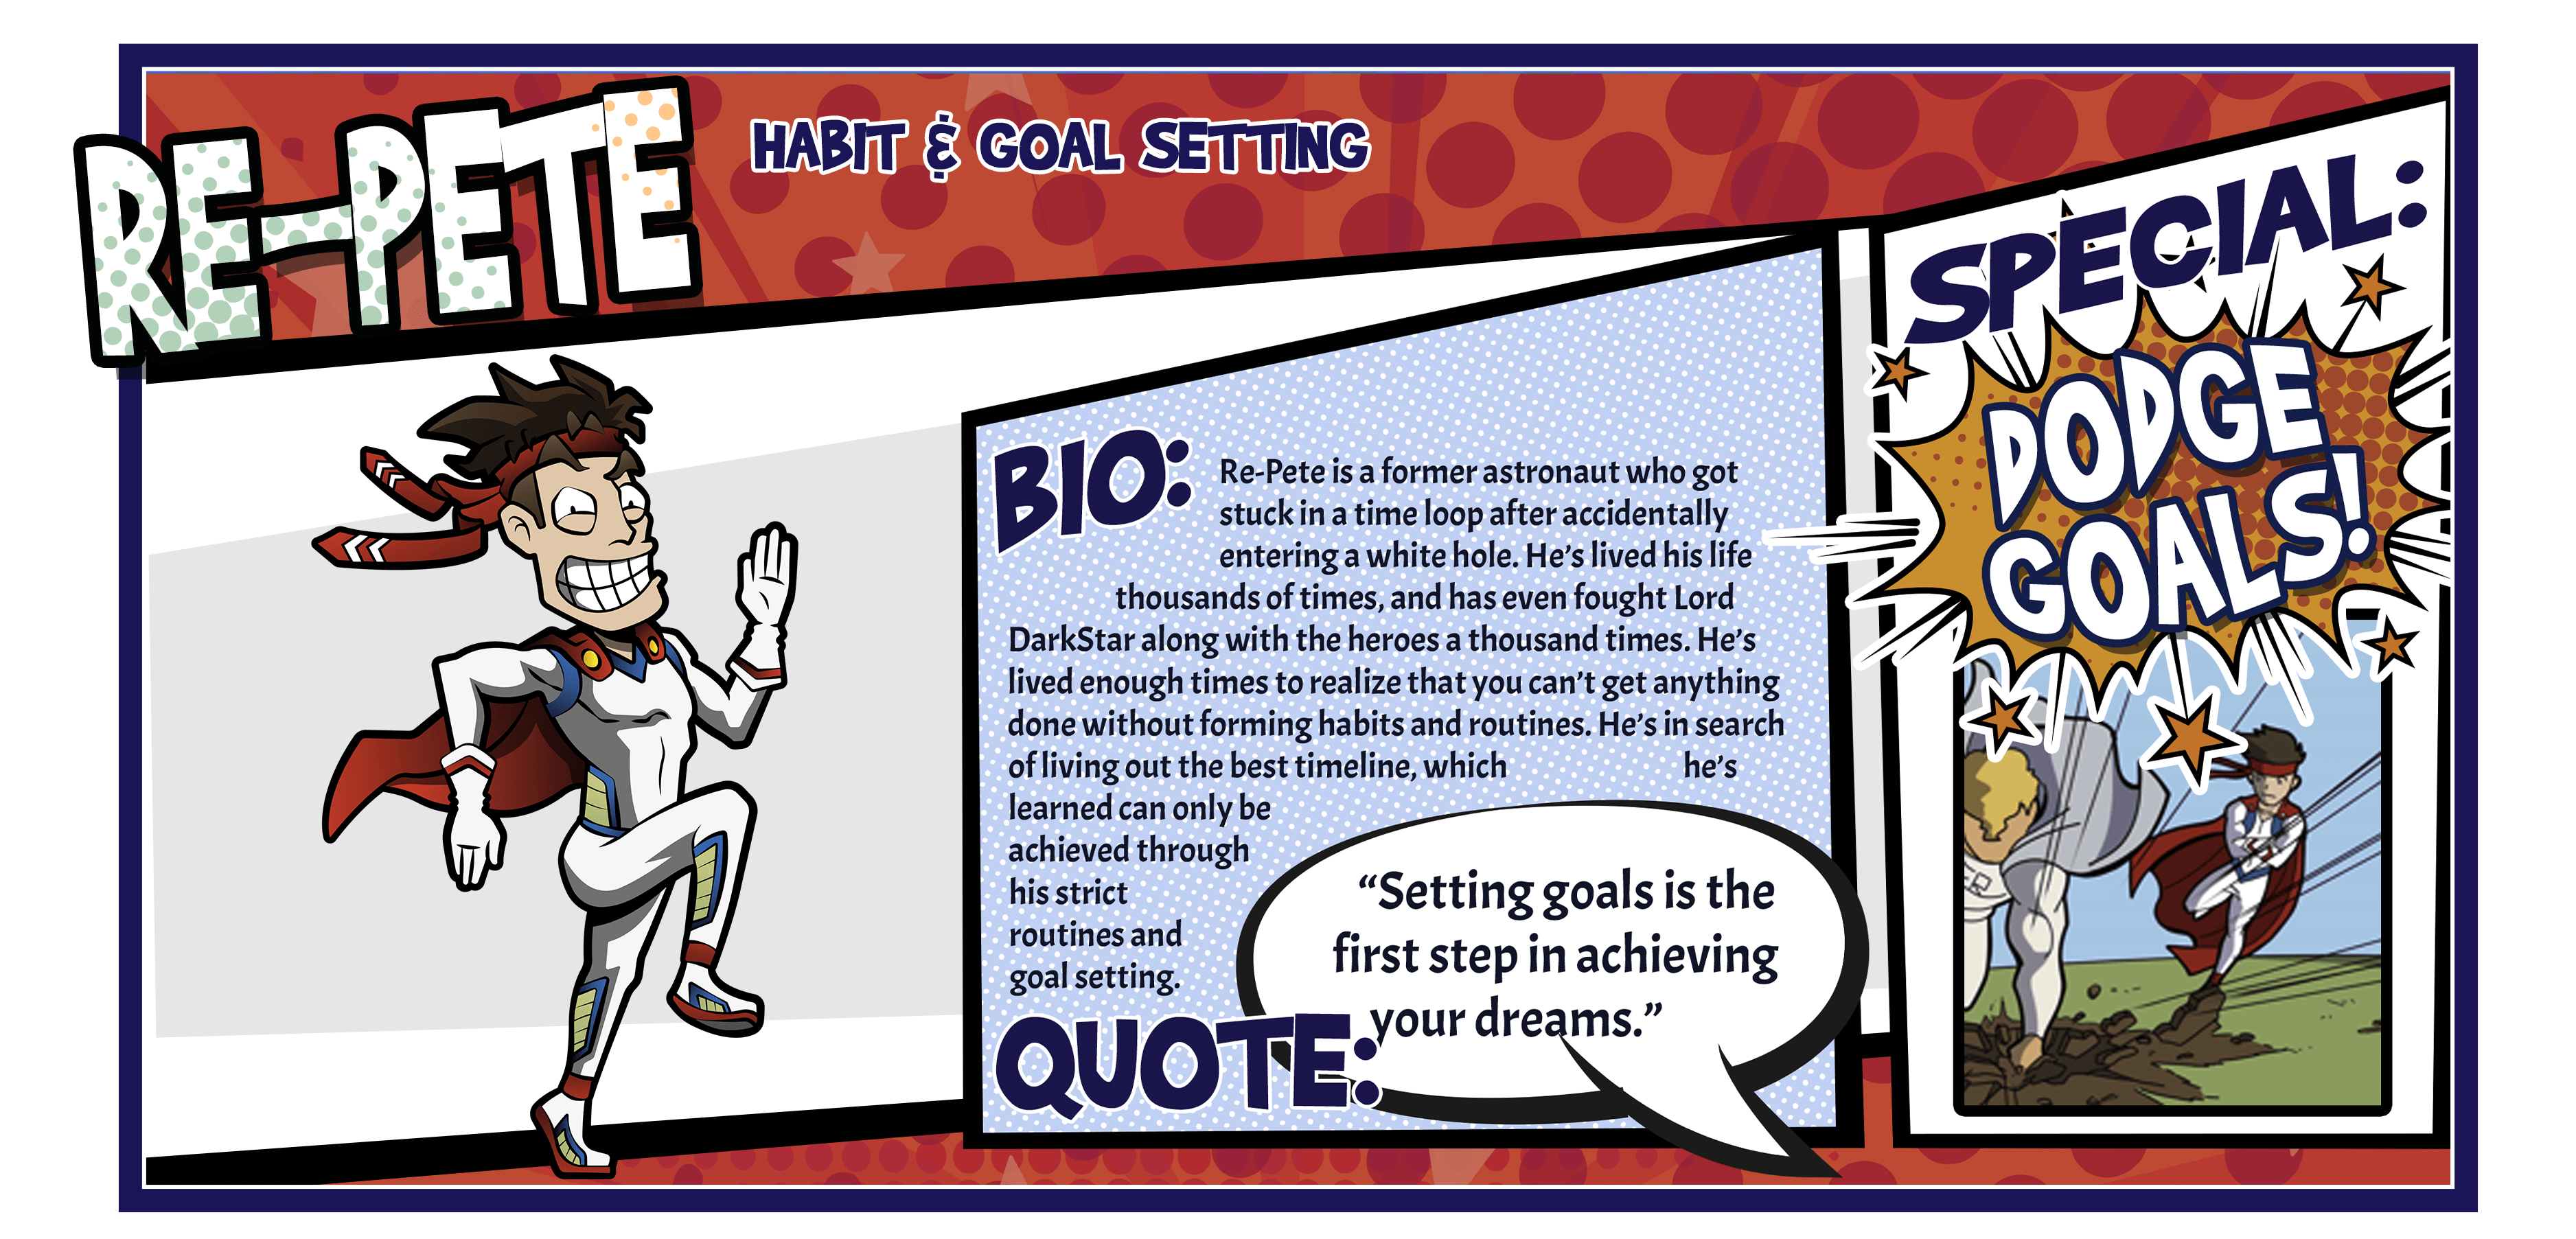 RE-PETE
HABIT & GOAL SETTING
BIO:
Re-Pete is a former astronaut who got
stuck in a time loop after accidentally
entering a white hole. He’s lived his life
thousands of times, and has even fought Lord
DarkStar along with the heroes a thousand times. He’s
lived enough times to realize that you can’t get anything
done without forming habits and routines. He’s in search
of living out the best timeline, which he’s
learned can only be
achieved through
his strict
routines and
goal setting.
QUOTE:
“Setting goals is the
first step in achieving
your dreams.”
SPECIAL:
DODGE
GOALS!